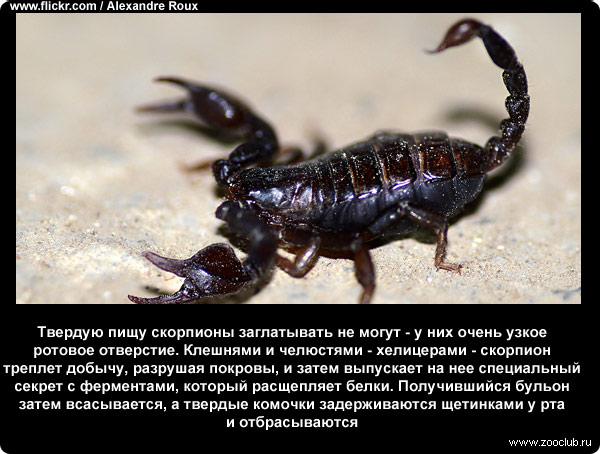 www.flickr.com / Alexandre Roux
Твердую пищу скорпионы заглатывать не могут - у них очень узкое
ротовое отверстие. Клешнями и челюстями - хелицерами - скорпион
треплет добычу, разрушая покровы, и затем выпускает на нее специальный
секрет с ферментами, который расщепляет белки. Получившийся бульон
затем всасывается, а твердые комочки задерживаются щетинками у рта
и отбрасываются
www.zooclub.ru